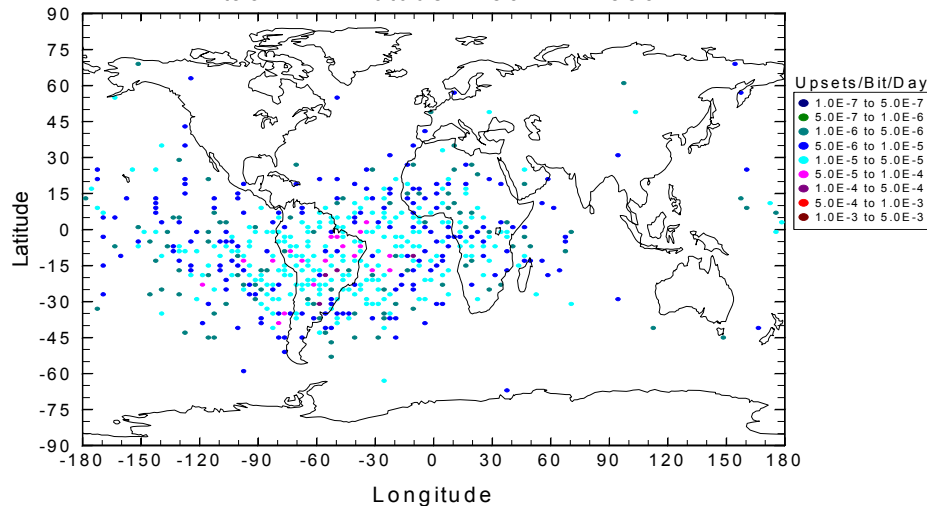 Upsets/Bit/Day
1.0E-7 to 5.0E-7
5.0E-7 to 1.0E-6
1.0E-6 to 5.0E-6
5.0E-6 to 1.0E-5
1.0E-5 to 5.0E-5
5.0E-5 to 1.0E-4
1.0E-4 to 5.0E-4
5.0E-4 to 1.0E-3
1.0E-3 to 5.0E-3
Latitude
90
75
60
45
30
15
0
-15
-30
-45
-60
-75
-90
-180 -150 -120 -90 -60 -30 0 30 60 90 120 150 180
Longitude